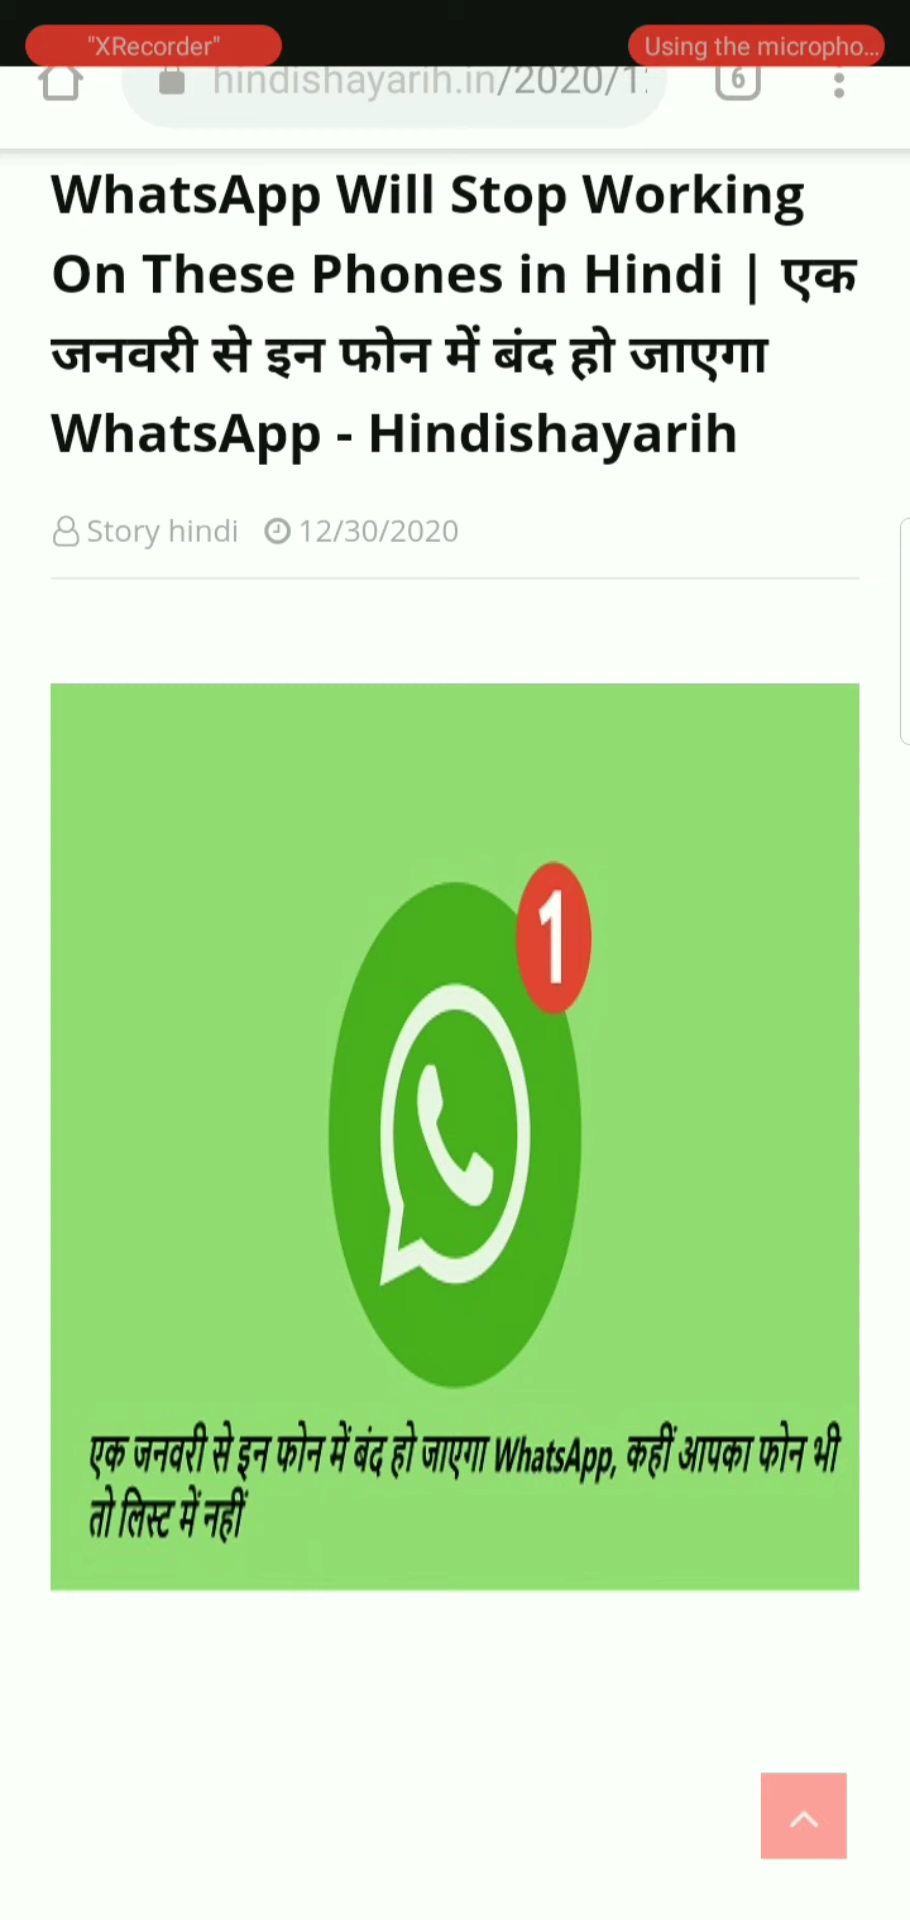 "XRecorder"
Using the micropho...
hindishayarih.in/2020/1
6
WhatsApp Will Stop Working
On These Phones in Hindi | एक
जनवरी से इन फोन में बंद हो जाएगा
WhatsApp - Hindishayarih
Story hindi 12/30/2020
1
एक जनवरी से इन फोन में बंद हो जाएगा WhatsApp, कहीं आपका फोन भी
तो लिस्ट में नहीं